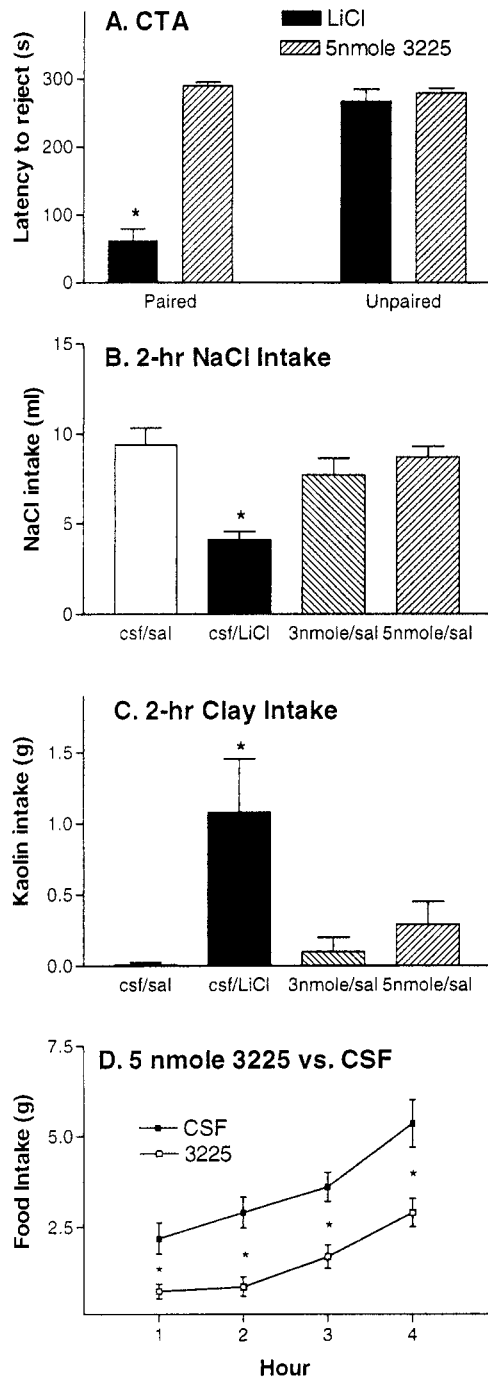 A. CTA
LiCl
5nmole 3225
Latency to reject (s)
300
200
100
0
*
Paired
Unpaired
B. 2-hr NaCl Intake
NaCl intake (ml)
15
10
5
0
*
csf/sal
csf/LiCl
3nmole/sal
5nmole/sal
C. 2-hr Clay Intake
Kaolin intake (g)
1.5
1.0
0.5
0.0
*
csf/sal
csf/LiCl
3nmole/sal
5nmole/sal
D. 5 nmole 3225 vs. CSF
CSF
3225
Food Intake (g)
7.5
5.0
2.5
*
*
*
*
1
2
3
4
Hour